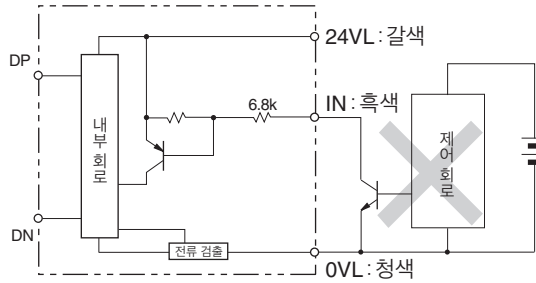 24VL : 갈색
DP
6.8k
IN : 흑색
내부회로
제어회로
DN
전류 검출
0VL : 청색